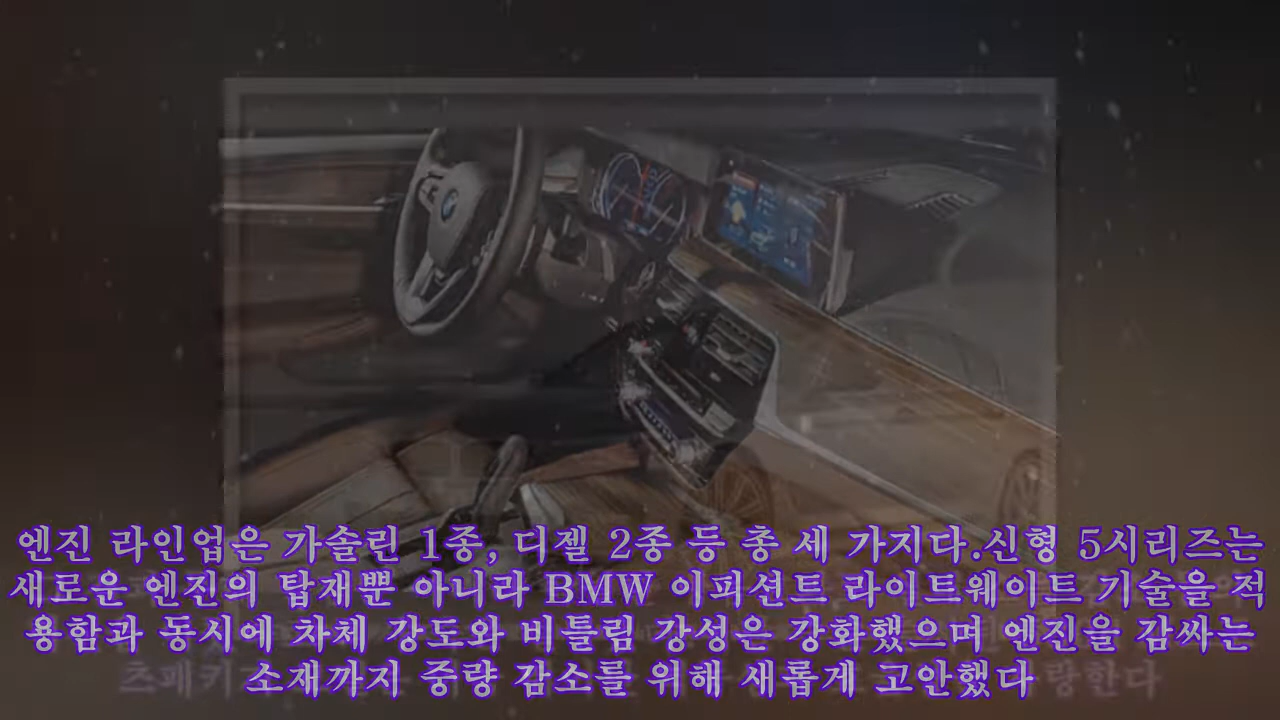 엔진 라인업은 가솔린 1종, 디젤 2종 등 총 세 가지다.신형 5시리즈는
새로운 엔진의 탑재뿐 아니라 BMW 이피션트 라이트웨이트 기술을 적
용함과 동시에 차체 강도와 비틀림 강성은 강화했으며 엔진을 감싸는
소재까지 중량 감소를 위해 새롭게 고안했다